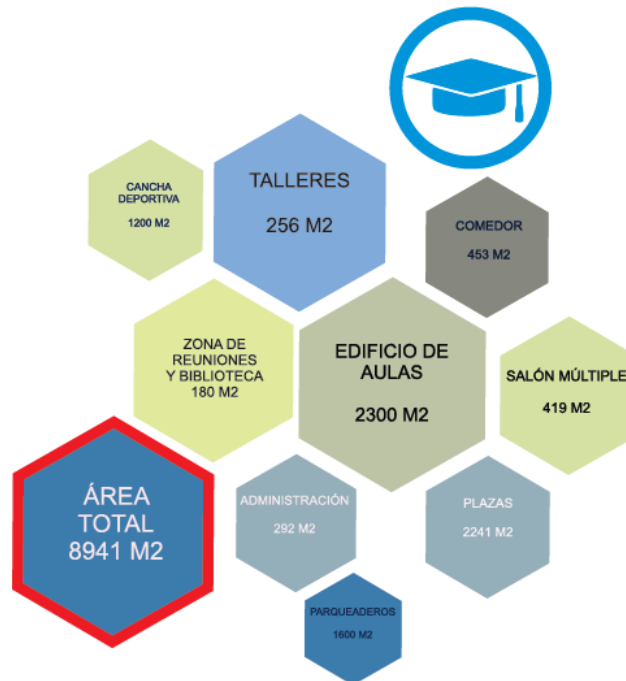 CANCHA
DEPORTIVA
1200 M2
TALLERES
256 M2
COMEDOR
453 M2
ZONA DE
REUNIONES
Y BIBLIOTECA
180 M2
EDIFICIO DE
AULAS
2300 M2
SALÓN MÚLTIPLE
419 M2
ÁREA
TOTAL
8941 M2
ADMINISTRACIÓN
292 M2
PLAZAS
2241 M2
PARQUEADEROS
1600 M2